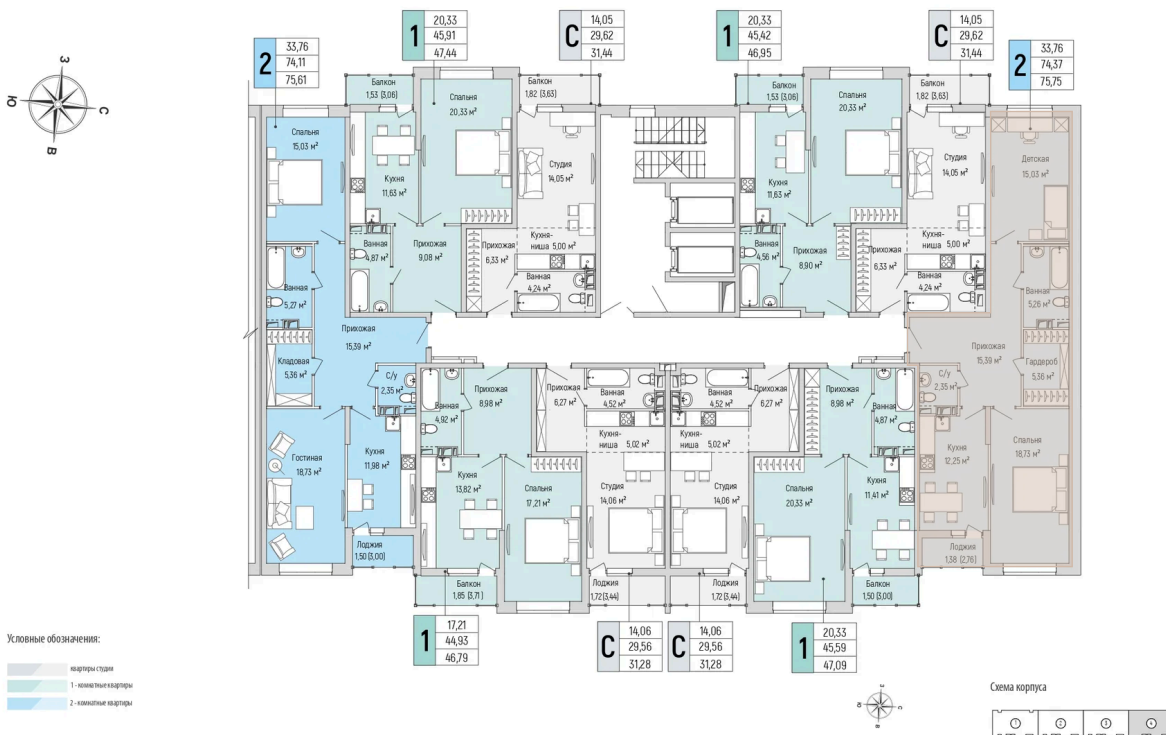 З
Ю
С
В
2
33,76
74,11
75,61
1
20,33
45,91
47,44
С
14,05
29,62
31,44
1
20,33
45,42
46,95
С
14,05
29,62
31,44
2
33,76
74,37
75,75
Балкон
1,53 (3,06)
Спальня
20,33 м²
Балкон
1,82 (3,63)
Балкон
1,53 (3,06)
Спальня
20,33 м²
Балкон
1,82 (3,63)
Спальня
15,03 м²
Кухня
11,63 м²
Студия
14,05 м²
Кухня
11,63 м²
Студия
14,05 м²
Детская
15,03 м²
Ванная
4,87 м²
Прихожая
9,08 м²
Прихожая
6,33 м²
Кухня-
ниша 5,00 м²
Ванная
4,24 м²
Ванная
4,56 м²
Прихожая
8,90 м²
Прихожая
6,33 м²
Кухня-
ниша 5,00 м²
Ванная
4,24 м²
Ванная
5,27 м²
Ванная
5,26 м²
Прихожая
15,39 м²
Прихожая
15,39 м²
Кладовая
5,36 м²
С/у
2,35 м²
Ванная
4,92 м²
Прихожая
8,98 м²
Прихожая
6,27 м²
Ванная
4,52 м²
Ванная
4,52 м²
Прихожая
6,27 м²
Прихожая
8,98 м²
Ванная
4,87 м²
С/у
2,35 м²
Гардероб
5,36 м²
Гостиная
18,73 м²
Кухня
11,98 м²
Кухня
13,82 м²
Спальня
17,21 м²
Кухня-
ниша
5,02 м²
Студия
14,06 м²
Кухня-
ниша
5,02 м²
Студия
14,06 м²
Спальня
20,33 м²
Кухня
11,41 м²
Кухня
12,25 м²
Спальня
18,73 м²
Лоджия
1,50 (3,00)
Балкон
1,85 (3,71)
Лоджия
1,72 (3,44)
Лоджия
1,72 (3,44)
Балкон
1,50 (3,00)
Лоджия
1,38 (2,76)
1
17,21
44,93
46,79
С
14,06
29,56
31,28
С
14,06
29,56
31,28
1
20,33
45,59
47,09
Условные обозначения:
квартиры студии
1 - комнатные квартиры
2 - комнатные квартиры
З
Ю
С
В
Схема корпуса
1
2
3
4